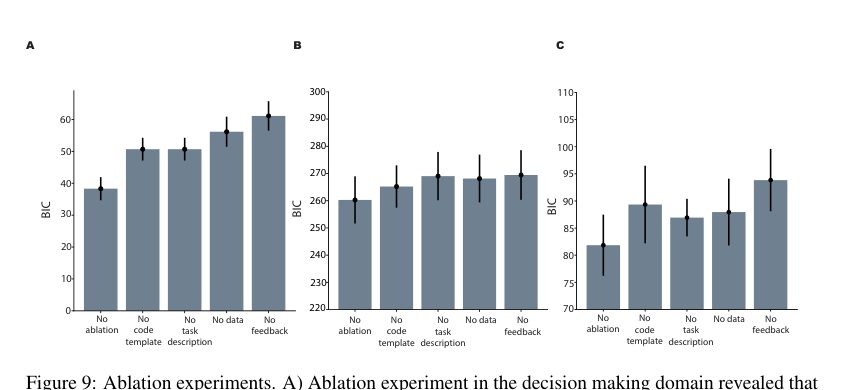 A
B
C
BIC
60
50
40
30
20
10
0
No ablation
No code template
No task description
No data
No feedback
BIC
300
290
280
270
260
250
240
230
220
No ablation
No code template
No task description
No data
No feedback
BIC
110
105
100
95
90
85
80
75
70
No ablation
No code template
No task description
No data
No feedback
Figure 9: Ablation experiments. A) Ablation experiment in the decision making domain revealed that